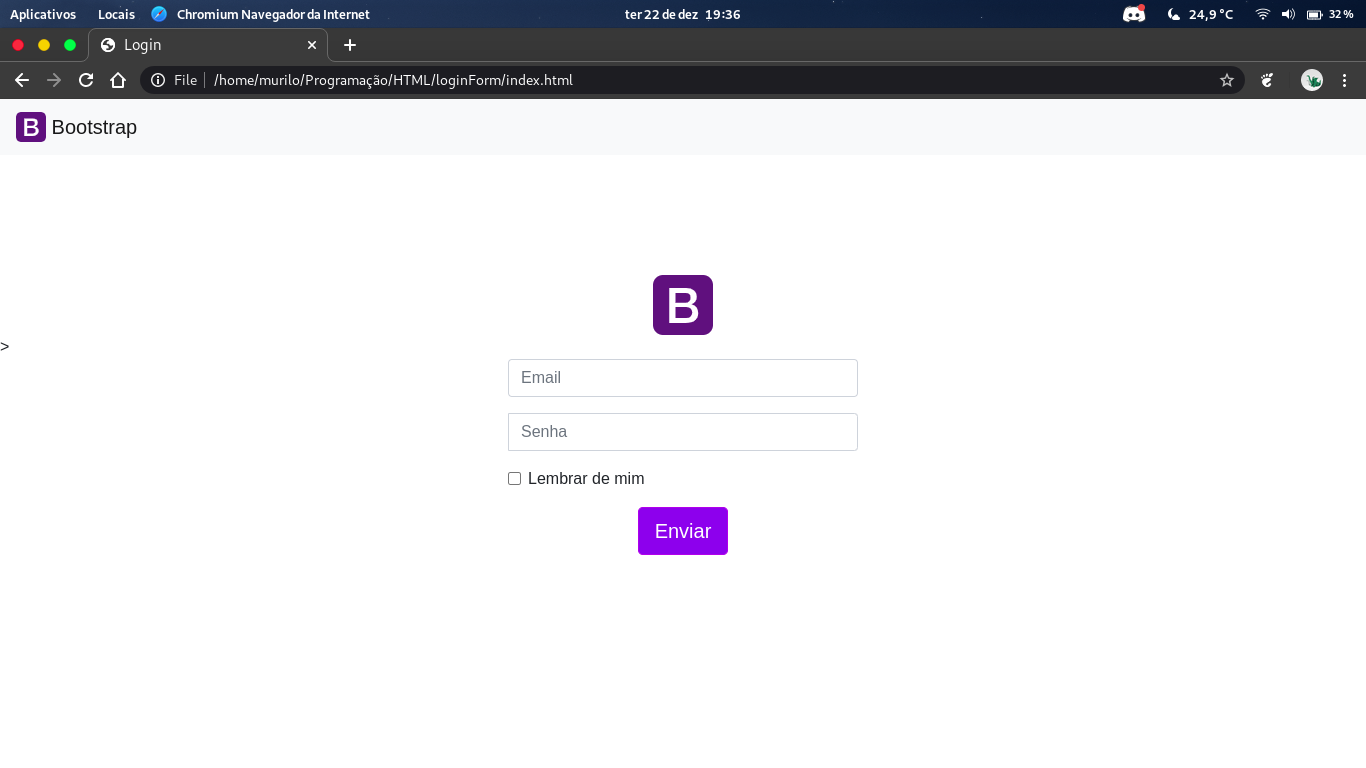 Aplicativos Locais Chromium Navegador da Internet ter 22 de dez 19:36 24,9 °C 32 %
Login
File /home/murilo/Programação/HTML/loginForm/index.html
B Bootstrap
B
>
Email
Senha
Lembrar de mim
Enviar